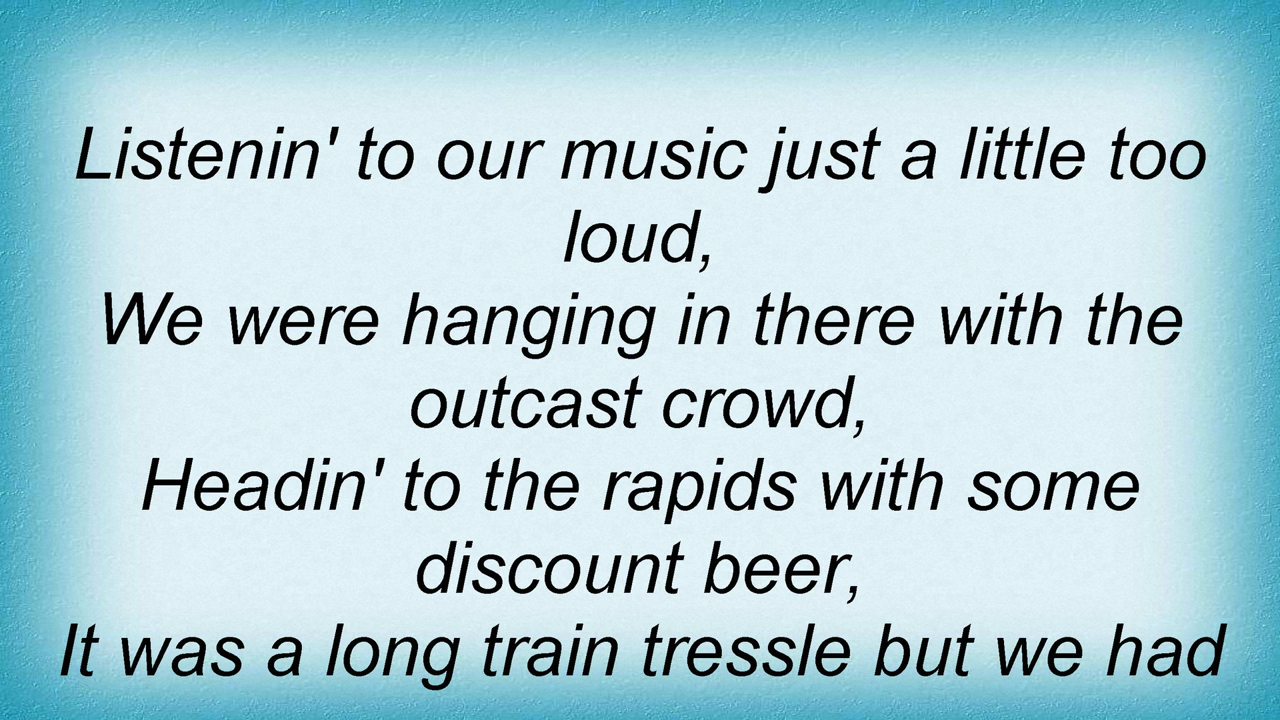 Listenin' to our music just a little too
loud,
We were hanging in there with the
outcast crowd,
Headin' to the rapids with some
discount beer,
It was a long train tressle but we had